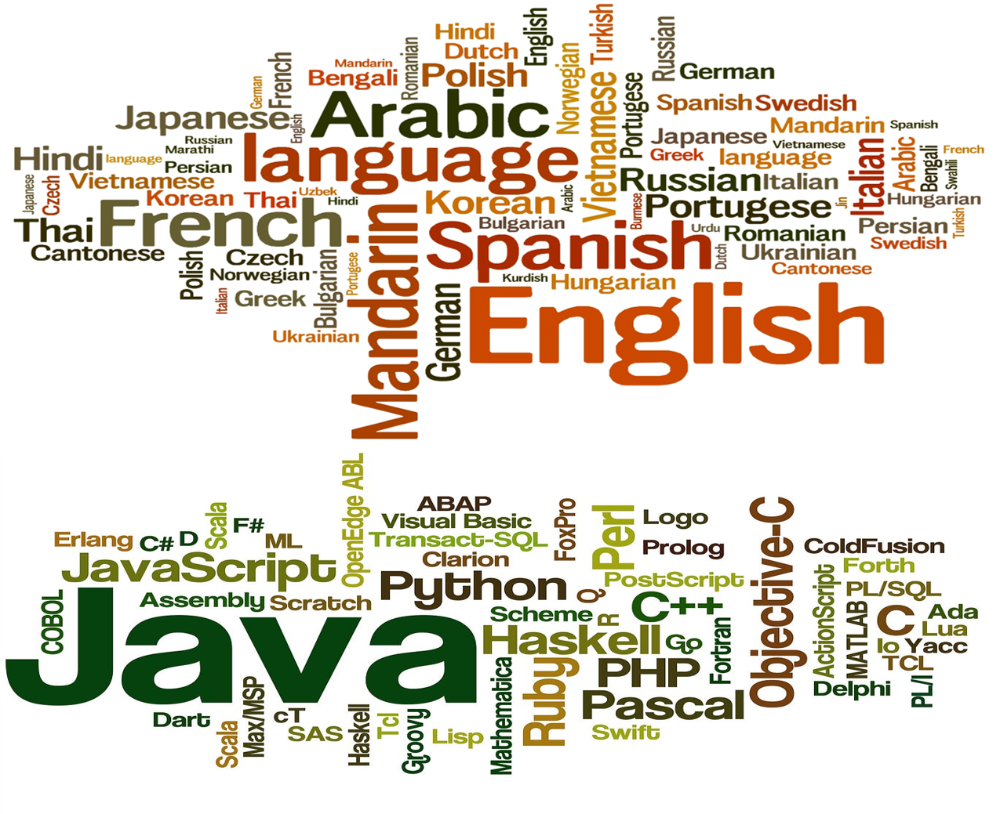 Hindi
English
Turkish
Russian
Dutch
Mandarin
Romanian
Norwegian
Bengali
Polish
German
German
French
Vietnamese
Portugese
Arabic
Spanish
Swedish
Japanese
English
Mandarin
Spanish
Russian
Marathi
language
Japanese
Vietnamese
Greek
language
Italian
Arabic
Bengali
French
Swahili
Hindi
language
Persian
Vietnamese
Russian
Italian
Japanese
Czech
Korean
Thai
Uzbek
Hindi
Korean
Arabic
Burmese
Portugese
Jin
Hungarian
French
Thai
Mandarin
Bulgarian
Spanish
Urdu
Romanian
Persian
Turkish
Swedish
Cantonese
Czech
Dutch
Ukrainian
Polish
Norwegian
Bulgarian
Portugese
Kurdish
Hungarian
Cantonese
Italian
Greek
German
English
Ukrainian
OpenEdge ABL
ABAP
FoxPro
Perl
Logo
Objective-C
Scala
F#
Visual Basic
Erlang
C#
D
ML
Transact-SQL
Prolog
ColdFusion
JavaScript
Clarion
Forth
Python
PostScript
ActionScript
PL/SQL
COBOL
Assembly
Scratch
Q
C++
MATLAB
C
Ada
Java
Scheme
R
Lua
Haskell
Go
Fortran
Io
Yacc
TCL
Mathematica
Ruby
PHP
Delphi
PL/I
Pascal
Dart
Scala
Max/MSP
cT
SAS
Haskell
Tcl
Groovy
Lisp
Swift